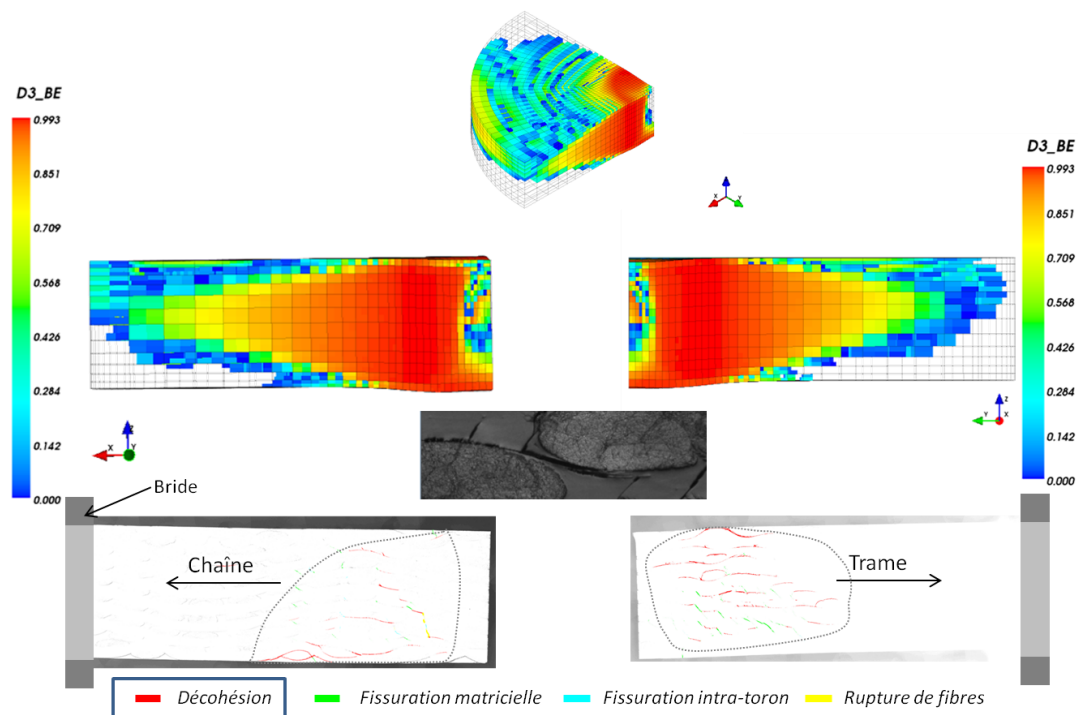 D3_BE
0.993
0.851
0.709
0.568
0.426
0.284
0.142
0.000
X
Y
Z
X
Y
D3_BE
0.993
0.851
0.709
0.568
0.426
0.284
0.142
0.000
Z
Y
X
Bride
Chaîne
Trame
Décohésion
Fissuration matricielle
Fissuration intra-toron
Rupture de fibres